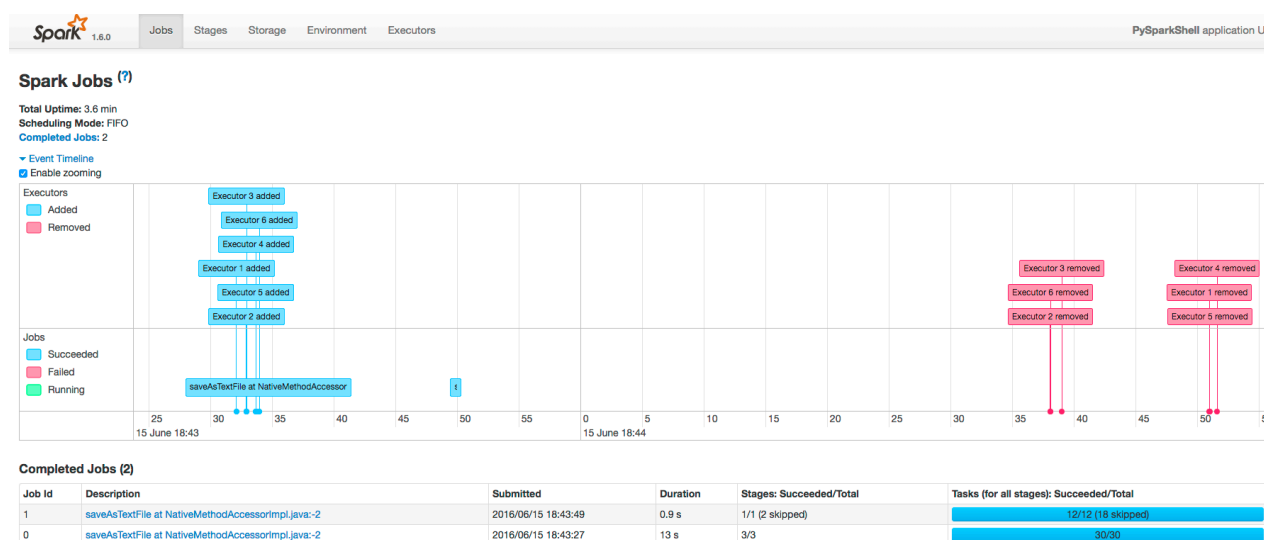 Spark 1.6.0 Jobs Stages Storage Environment Executors PySparkShell application U
Spark Jobs (?)
Total Uptime: 3.6 min
Scheduling Mode: FIFO
Completed Jobs: 2
Event Timeline
Enable zooming
Executors
Added
Removed
Executor 3 added
Executor 6 added
Executor 4 added
Executor 1 added
Executor 5 added
Executor 2 added
Executor 3 removed
Executor 6 removed
Executor 2 removed
Executor 4 removed
Executor 1 removed
Executor 5 removed
Jobs
Succeeded
Failed
Running
saveAsTextFile at NativeMethodAccessor
s
25 30 35 40 45 50 55 0 5 10 15 20 25 30 35 40 45 50 5
15 June 18:43 15 June 18:44
Completed Jobs (2)
Job Id Description Submitted Duration Stages: Succeeded/Total Tasks (for all stages): Succeeded/Total
1 saveAsTextFile at NativeMethodAccessorImpl.java:-2 2016/06/15 18:43:49 0.9 s 1/1 (2 skipped) 12/12 (18 skipped)
0 saveAsTextFile at NativeMethodAccessorImpl.java:-2 2016/06/15 18:43:27 13 s 3/3 30/30